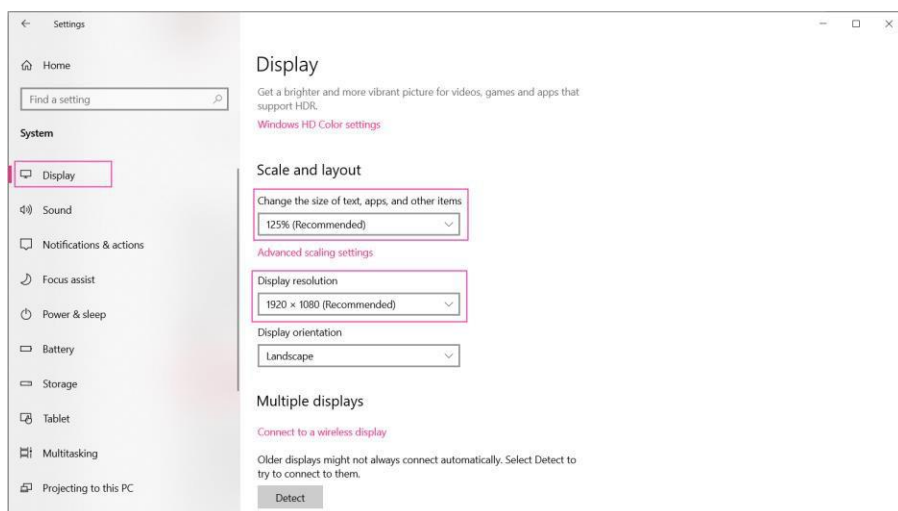 Settings
Home
Find a setting
System
Display
Sound
Notifications & actions
Focus assist
Power & sleep
Battery
Storage
Tablet
Multitasking
Projecting to this PC
Display
Get a brighter and more vibrant picture for videos, games and apps that
support HDR.
Windows HD Color settings
Scale and layout
Change the size of text, apps, and other items
125% (Recommended)
Advanced scaling settings
Display resolution
1920 × 1080 (Recommended)
Display orientation
Landscape
Multiple displays
Connect to a wireless display
Older displays might not always connect automatically. Select Detect to
try to connect to them.
Detect